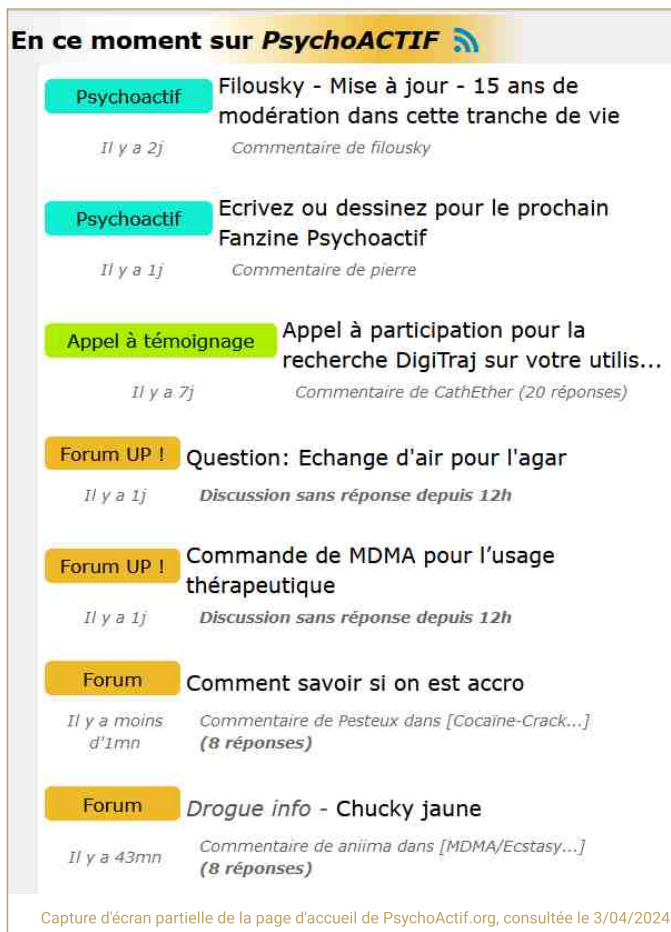 En ce moment sur PsychoACTIF
Psychoactif
Filousky - Mise à jour - 15 ans de
modération dans cette tranche de vie
Il y a 2j
Commentaire de filousky
Psychoactif
Ecrivez ou dessinez pour le prochain
Fanzine Psychoactif
Il y a 1j
Commentaire de pierre
Appel à témoignage
Appel à participation pour la
recherche DigiTraj sur votre utilis...
Il y a 7j
Commentaire de CathEther (20 réponses)
Forum UP !
Question: Echange d'air pour l'agar
Il y a 1j
Discussion sans réponse depuis 12h
Forum UP !
Commande de MDMA pour l’usage
thérapeutique
Il y a 1j
Discussion sans réponse depuis 12h
Forum
Comment savoir si on est accro
Il y a moins
d'1mn
Commentaire de Pesteux dans [Cocaïne-Crack...]
(8 réponses)
Forum
Drogue info - Chucky jaune
Il y a 43mn
Commentaire de aniima dans [MDMA/Ecstasy...]
(8 réponses)
Capture d'écran partielle de la page d'accueil de PsychoActif.org, consultée le 3/04/2024